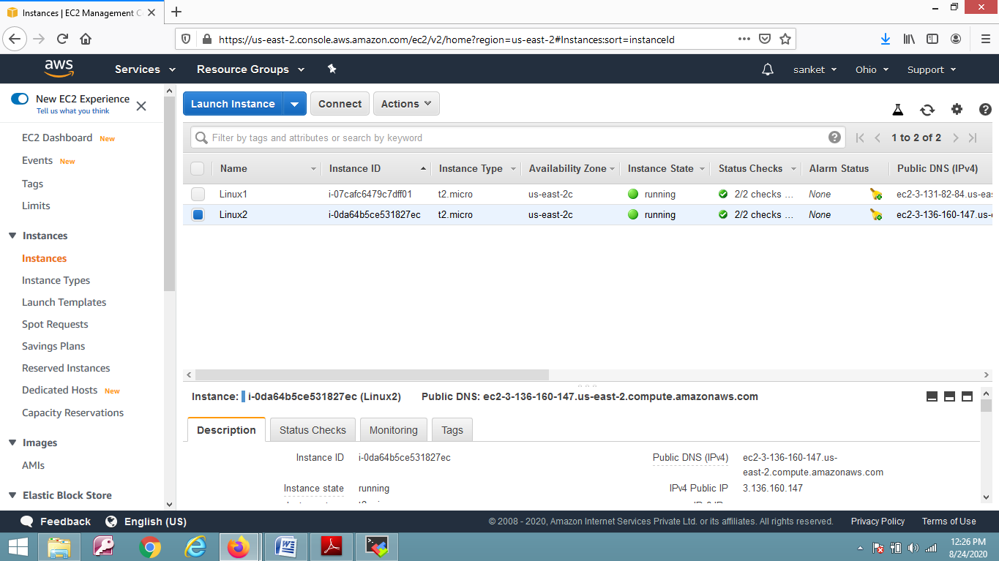 Instances | EC2 Management C
https://us-east-2.console.aws.amazon.com/ec2/v2/home?region=us-east-2#Instances:sort=instanceId
aws Services Resource Groups sanket Ohio Support
New EC2 Experience
Tell us what you think
EC2 Dashboard New
Events New
Tags
Limits
Instances
Instances
Instance Types
Launch Templates
Spot Requests
Savings Plans
Reserved Instances
Dedicated Hosts New
Capacity Reservations
Images
AMIs
Elastic Block Store
Launch Instance Connect Actions
Filter by tags and attributes or search by keyword 1 to 2 of 2
Name Instance ID Instance Type Availability Zone Instance State Status Checks Alarm Status Public DNS (IPv4)
Linux1 i-07cafc6479c7dff01 t2.micro us-east-2c running 2/2 checks ... None ec2-3-131-82-84.us-eas
Linux2 i-0da64b5ce531827ec t2.micro us-east-2c running 2/2 checks ... None ec2-3-136-160-147.us-e
Instance: i-0da64b5ce531827ec (Linux2) Public DNS: ec2-3-136-160-147.us-east-2.compute.amazonaws.com
Description Status Checks Monitoring Tags
Instance ID i-0da64b5ce531827ec
Instance state running
Public DNS (IPv4) ec2-3-136-160-147.us-
east-2.compute.amazonaws.com
IPv4 Public IP 3.136.160.147
Feedback English (US) © 2008 - 2020, Amazon Internet Services Private Ltd. or its affiliates. All rights reserved. Privacy Policy Terms of Use
12:26 PM
8/24/2020